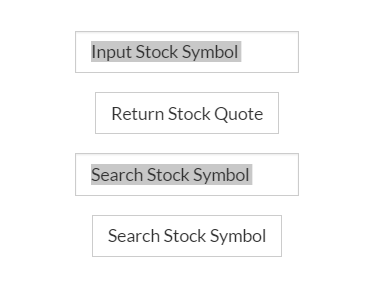 Input Stock Symbol
Return Stock Quote
Search Stock Symbol
Search Stock Symbol